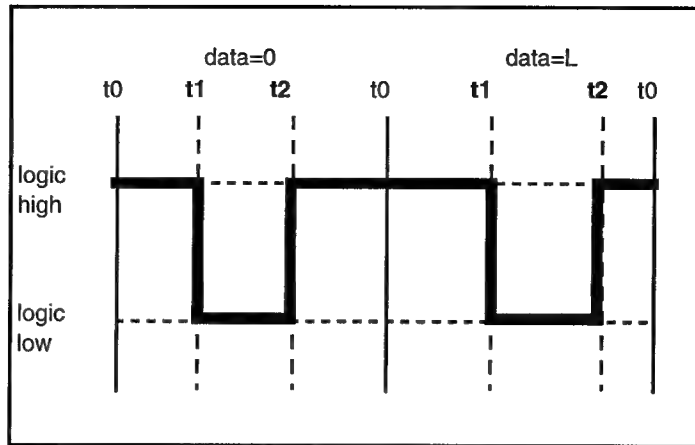 data=0 data=L
t0 t1 t2 t0 t1 t2 t0
logic
high
logic
low